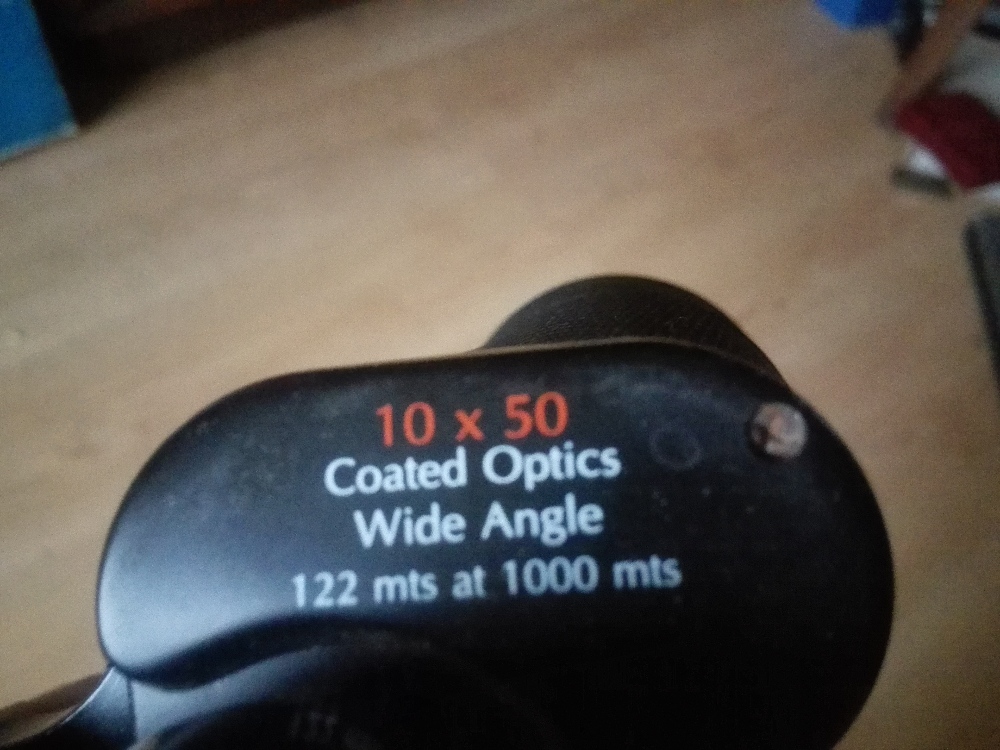 10 x 50
Coated Optics
Wide Angle
122 mts at 1000 mts